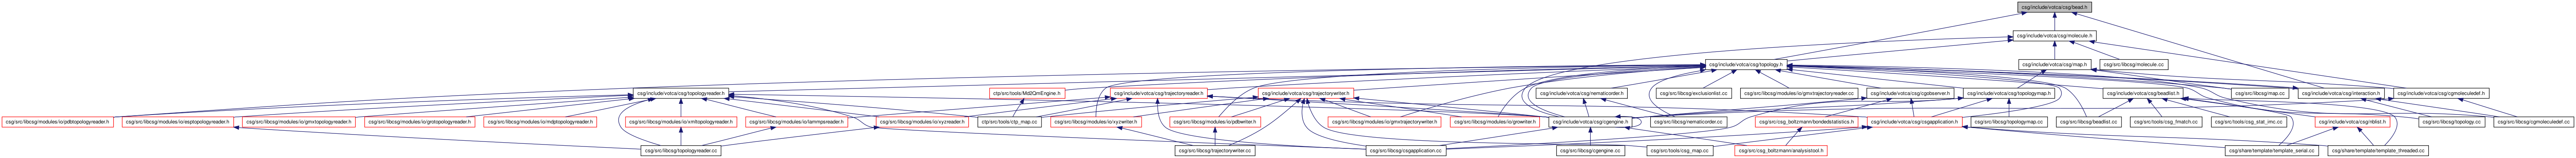 csg/include/votca/csg/bead.h
csg/include/votca/csg/molecule.h
csg/include/votca/csg/topology.h
csg/include/votca/csg/map.h
csg/src/libcsg/molecule.cc
csg/include/votca/csg/topologyreader.h
ctp/src/tools/Md2QmEngine.h
csg/include/votca/csg/trajectoryreader.h
csg/include/votca/csg/trajectorywriter.h
csg/include/votca/csg/nematicorder.h
csg/src/libcsg/exclusionlist.cc
csg/src/libcsg/modules/io/gmxtrajectoryreader.cc
csg/include/votca/csg/cgobserver.h
csg/include/votca/csg/topologymap.h
csg/include/votca/csg/beadlist.h
csg/src/libcsg/map.cc
csg/include/votca/csg/interaction.h
csg/include/votca/csg/cgmoleculedef.h
csg/src/libcsg/modules/io/pdbtopologyreader.h
csg/src/libcsg/modules/io/esptopologyreader.h
csg/src/libcsg/modules/io/gmxtopologyreader.h
csg/src/libcsg/modules/io/grotopologyreader.h
csg/src/libcsg/modules/io/mdptopologyreader.h
csg/src/libcsg/modules/io/xmltopologyreader.h
csg/src/libcsg/modules/io/lammpsreader.h
csg/src/libcsg/modules/io/xyzreader.h
ctp/src/tools/ctp_map.cc
csg/src/libcsg/modules/io/xyzwriter.h
csg/src/libcsg/modules/io/pdbwriter.h
csg/src/libcsg/modules/io/gmxtrajectorywriter.h
csg/src/libcsg/modules/io/growriter.h
csg/include/votca/csg/cgengine.h
csg/src/libcsg/nematicorder.cc
csg/src/csg_boltzmann/bondedstatistics.h
csg/include/votca/csg/csgapplication.h
csg/src/libcsg/topologymap.cc
csg/src/libcsg/beadlist.cc
csg/src/tools/csg_fmatch.cc
csg/src/tools/csg_stat_imc.cc
csg/include/votca/csg/nblist.h
csg/src/libcsg/topology.cc
csg/src/libcsg/cgmoleculedef.cc
csg/src/libcsg/topologyreader.cc
csg/src/libcsg/trajectorywriter.cc
csg/src/libcsg/csgapplication.cc
csg/src/libcsg/cgengine.cc
csg/src/tools/csg_map.cc
csg/src/csg_boltzmann/analysistool.h
csg/share/template/template_serial.cc
csg/share/template/template_threaded.cc